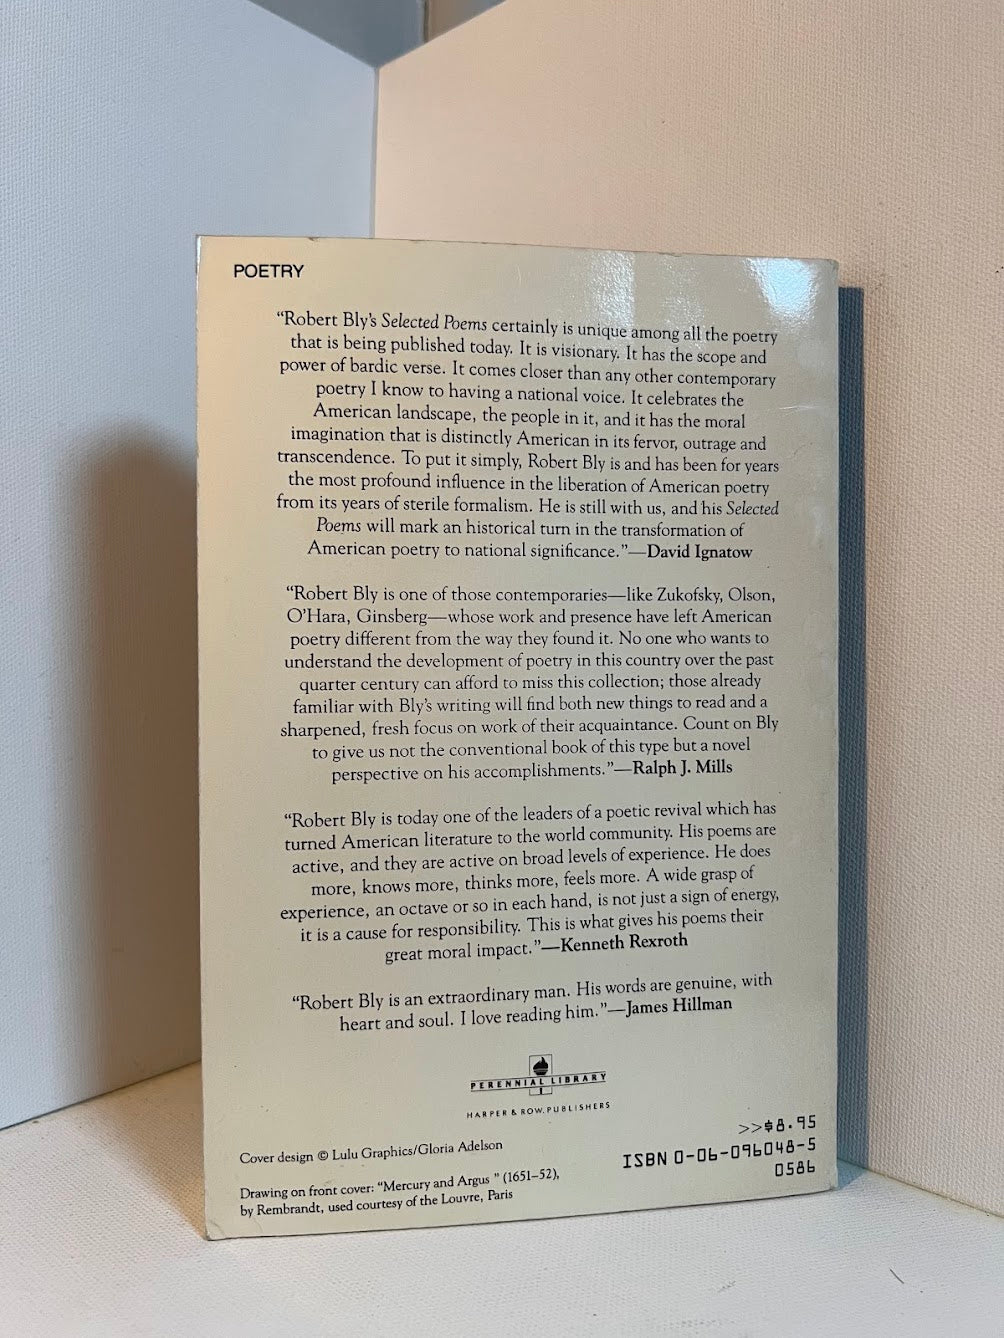 POETRY
“Robert Bly's Selected Poems certainly is unique among all the poetry
that is being published today. It is visionary. It has the scope and
power of bardic verse. It comes closer than any other contemporary
poetry I know to having a national voice. It celebrates the
American landscape, the people in it, and it has the moral
imagination that is distinctly American in its fervor, outrage and
transcendence. To put it simply, Robert Bly is and has been for years
the most profound influence in the liberation of American poetry
from its years of sterile formalism. He is still with us, and his Selected
Poems will mark an historical turn in the transformation of
American poetry to national significance.”—David Ignatow
“Robert Bly is one of those contemporaries—like Zukofsky, Olson,
O'Hara, Ginsberg—whose work and presence have left American
poetry different from the way they found it. No one who wants to
understand the development of poetry in this country over the past
quarter century can afford to miss this collection; those already
familiar with Bly's writing will find both new things to read and a
sharpened, fresh focus on work of their acquaintance. Count on Bly
to give us not the conventional book of this type but a novel
perspective on his accomplishments.”—Ralph J. Mills
“Robert Bly is today one of the leaders of a poetic revival which has
turned American literature to the world community. His poems are
active, and they are active on broad levels of experience. He does
more, knows more, thinks more, feels more. A wide grasp of
experience, an octave or so in each hand, is not just a sign of energy,
it is a cause for responsibility. This is what gives his poems their
great moral impact.”—Kenneth Rexroth
“Robert Bly is an extraordinary man. His words are genuine, with
heart and soul. I love reading him.”—James Hillman
PERENNIAL LIBRARY
HARPER & ROW, PUBLISHERS
>>$8.95
ISBN 0-06-096048-5
0586
Cover design © Lulu Graphics/Gloria Adelson
Drawing on front cover: “Mercury and Argus ” (1651–52),
by Rembrandt, used courtesy of the Louvre, Paris